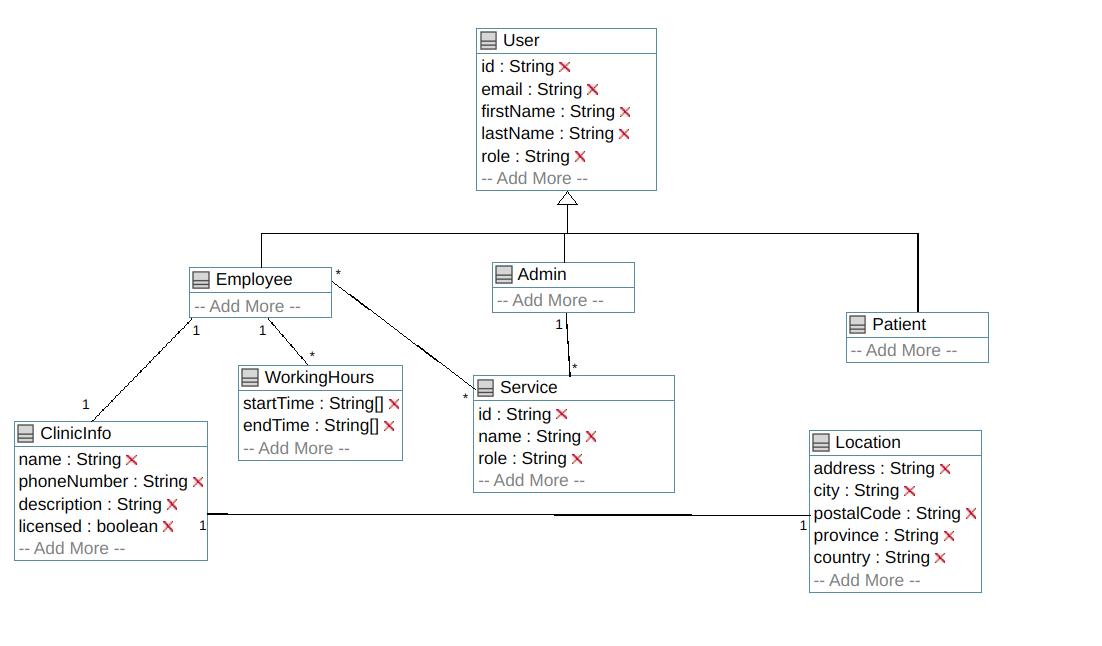 User
id : String
email : String
firstName : String
lastName : String
role : String
-- Add More --
Employee
-- Add More --
*
Admin
-- Add More --
Patient
-- Add More --
1
1
1
*
*
*
1
WorkingHours
startTime : String[]
endTime : String[]
-- Add More --
Service
id : String
name : String
role : String
-- Add More --
ClinicInfo
name : String
phoneNumber : String
description : String
licensed : boolean
-- Add More --
1
1
Location
address : String
city : String
postalCode : String
province : String
country : String
-- Add More --